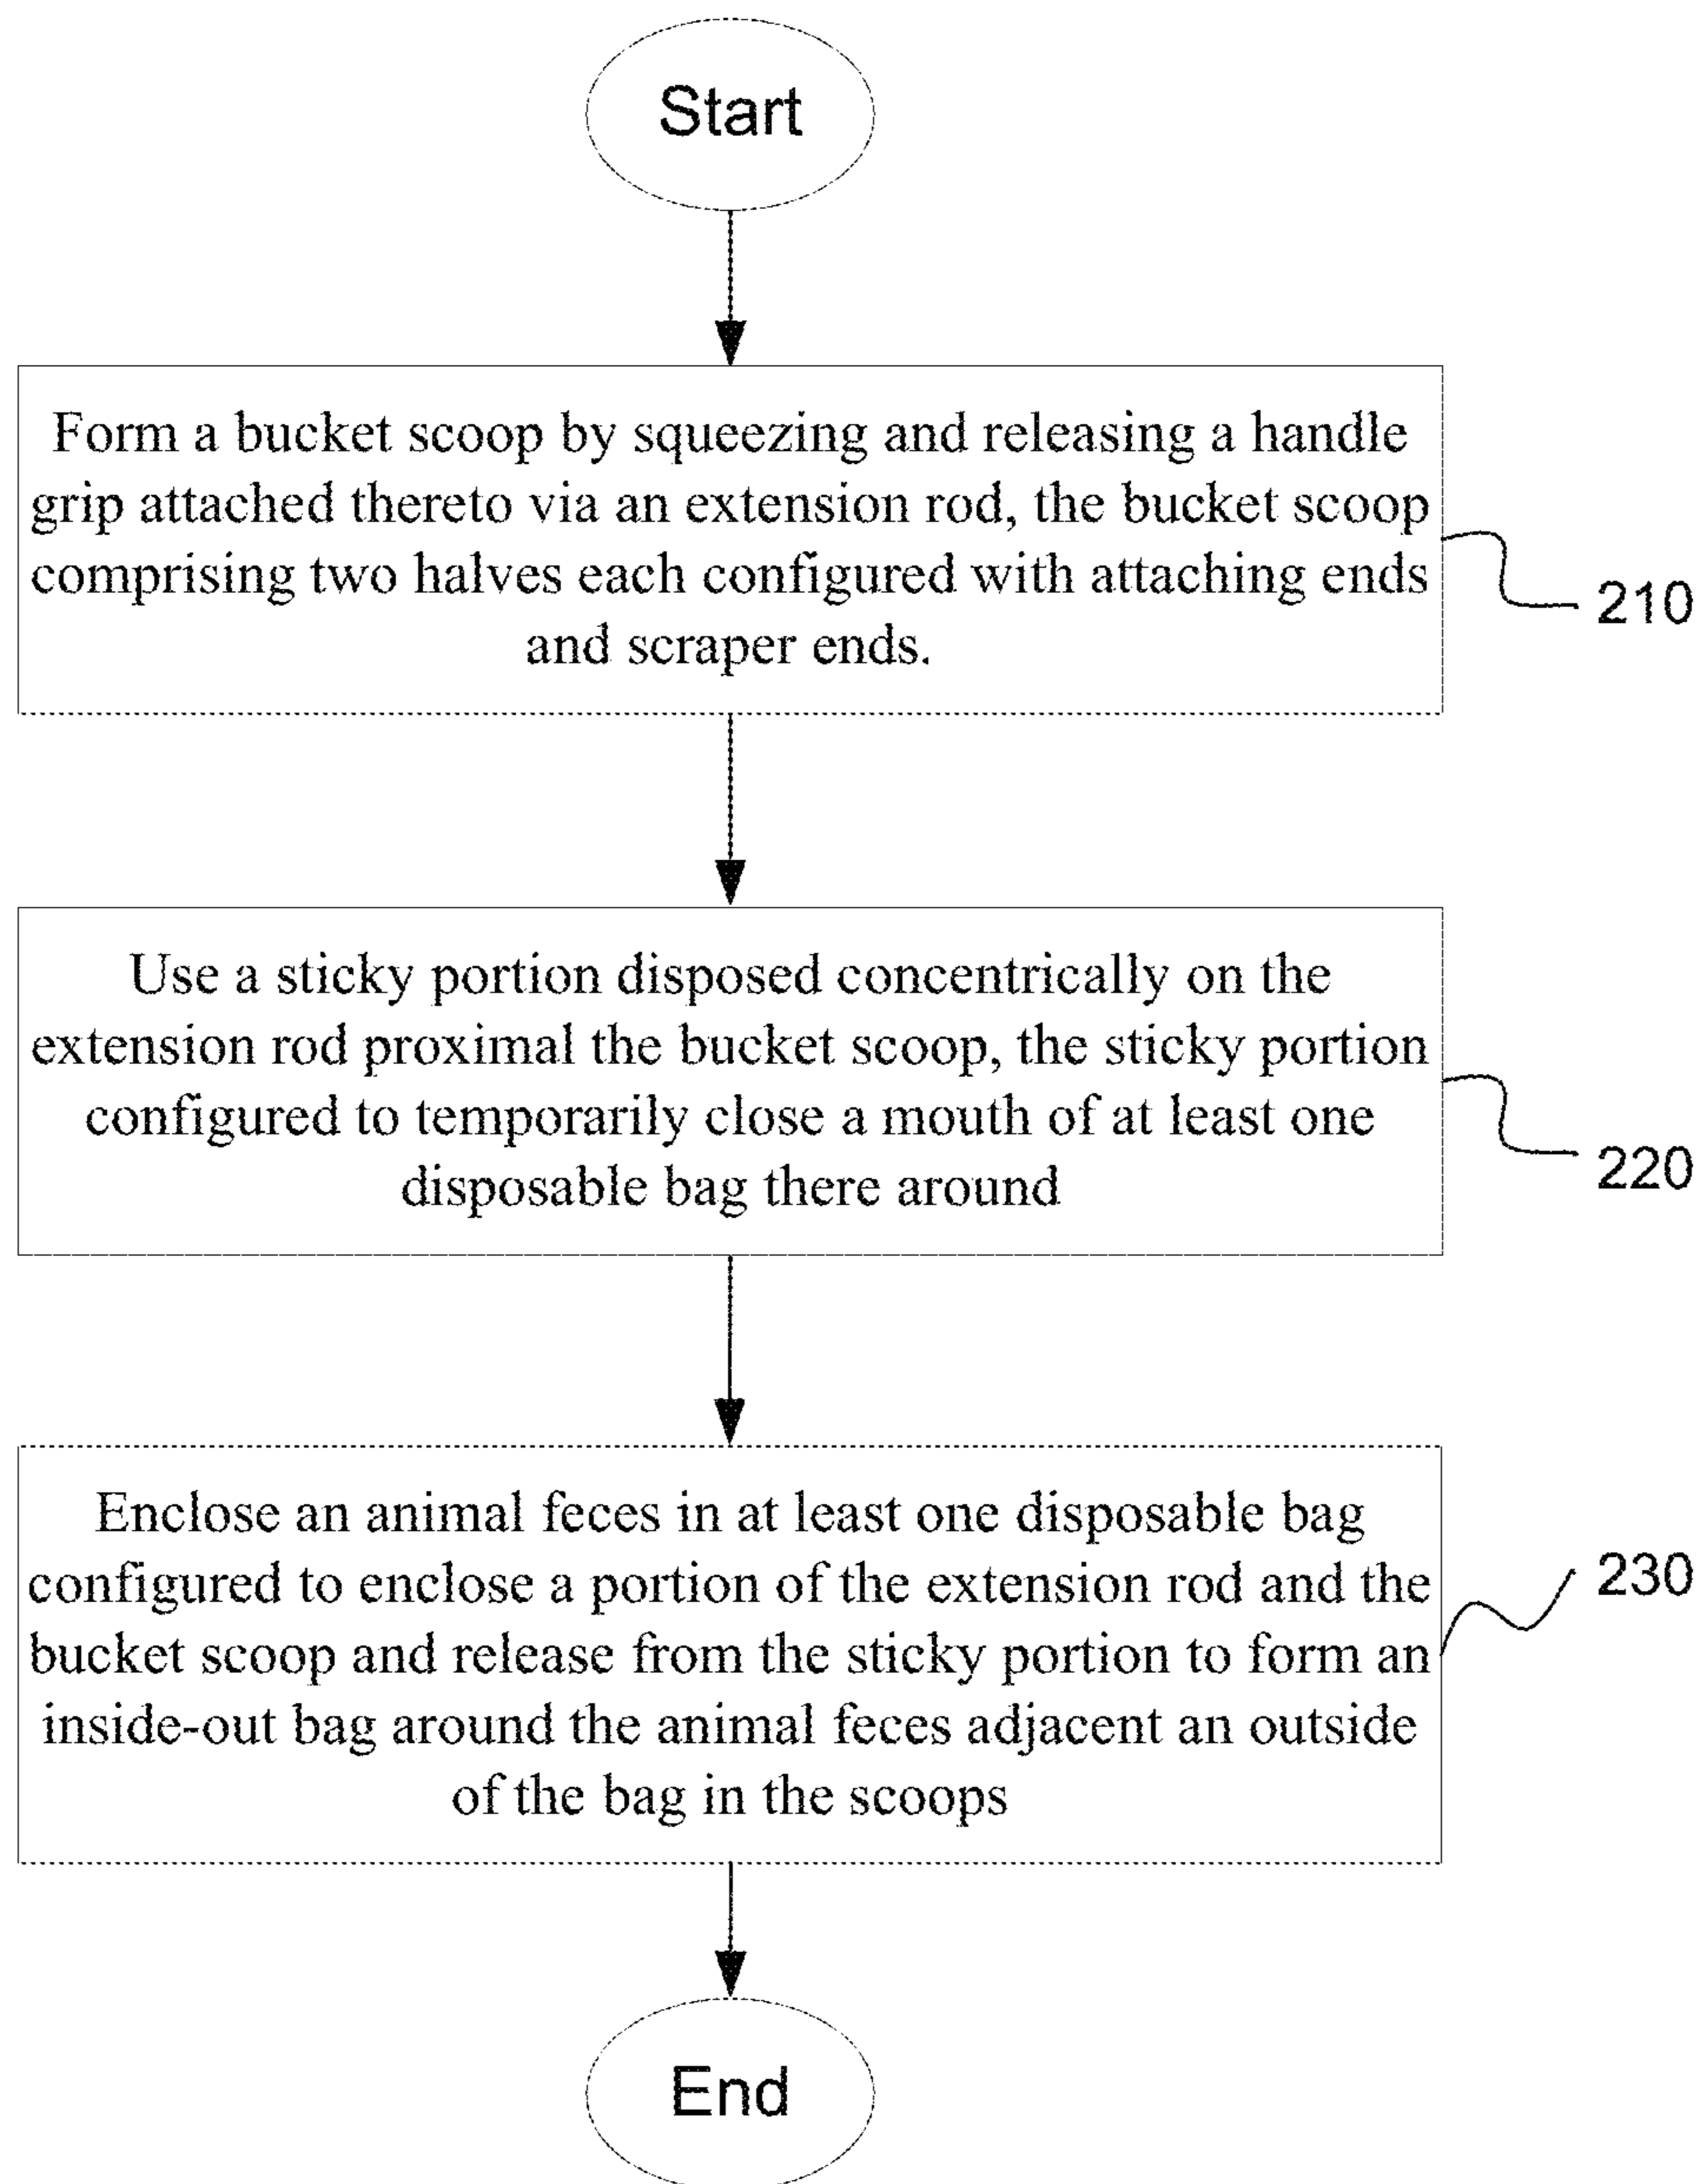 Start
Form a bucket scoop by squeezing and releasing a handle
grip attached thereto via an extension rod, the bucket scoop
comprising two halves each configured with attaching ends
and scraper ends.
210
Use a sticky portion disposed concentrically on the
extension rod proximal the bucket scoop, the sticky portion
configured to temporarily close a mouth of at least one
disposable bag there around
220
Enclose an animal feces in at least one disposable bag
configured to enclose a portion of the extension rod and the
bucket scoop and release from the sticky portion to form an
inside-out bag around the animal feces adjacent an outside
of the bag in the scoops
230
End